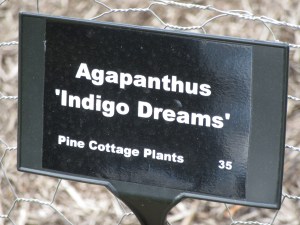 Agapanthus
'Indigo Dreams'
Pine Cottage Plants 35